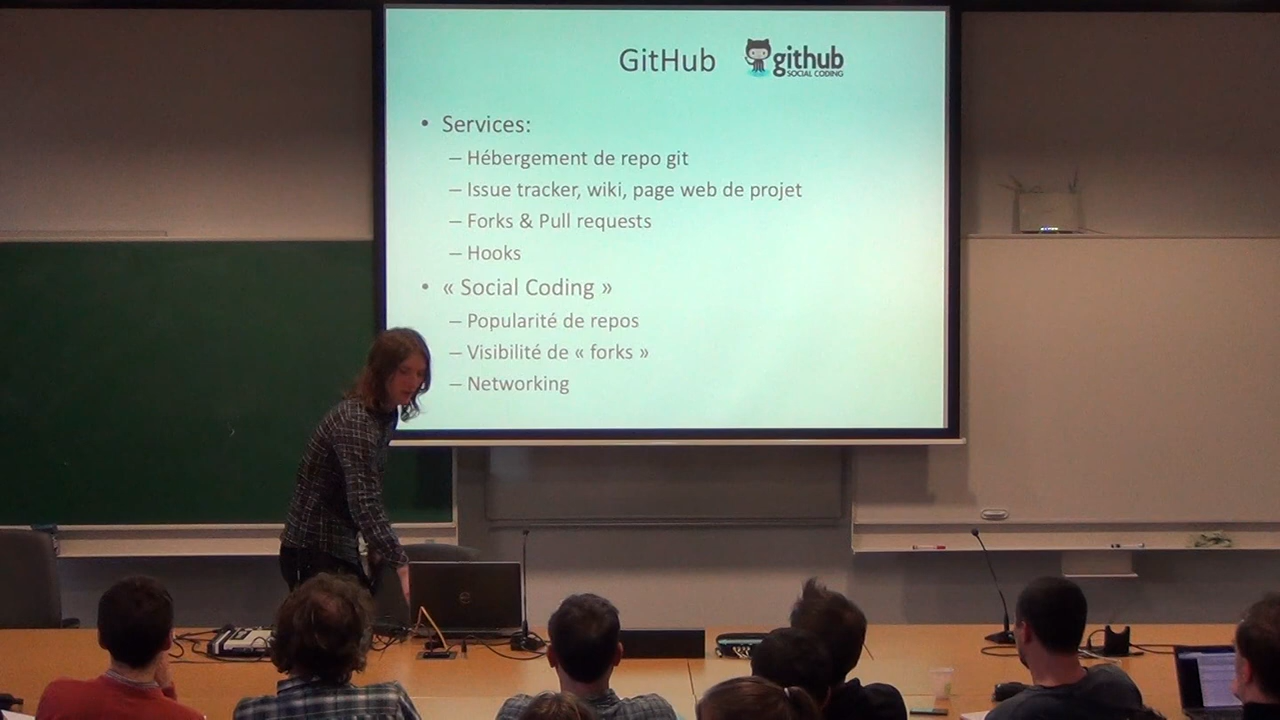 GitHub
github
SOCIAL CODING
• Services:
– Hébergement de repo git
– Issue tracker, wiki, page web de projet
– Forks & Pull requests
– Hooks
• « Social Coding »
– Popularité de repos
– Visibilité de « forks »
– Networking